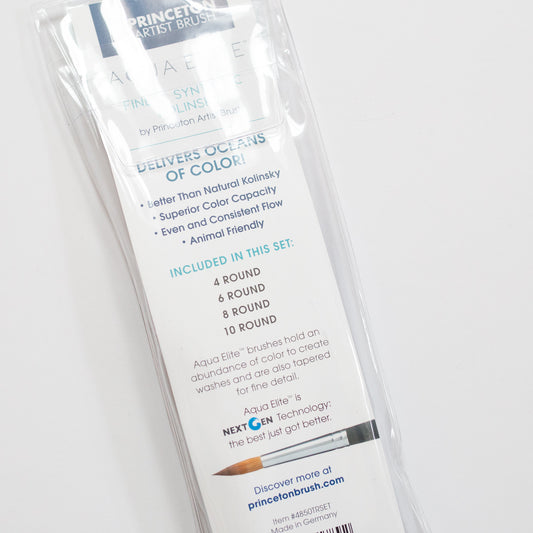 PRINCETON
ARTIST BRUSH
AQUA ELITE™
by Princeton Artist Brush
DELIVERS OCEANS
OF COLOR!
• Better Than Natural Kolinsky
• Superior Color Capacity
• Even and Consistent Flow
• Animal Friendly
INCLUDED IN THIS SET:
4 ROUND
6 ROUND
8 ROUND
10 ROUND
Aqua Elite™ brushes hold an
abundance of color to create
washes and are also tapered
for fine detail.
Aqua Elite™ is
NEXTGEN Technology:
the best just got better.
Discover more at
princetonbrush.com
Item #4850TRSET
Made in Germany